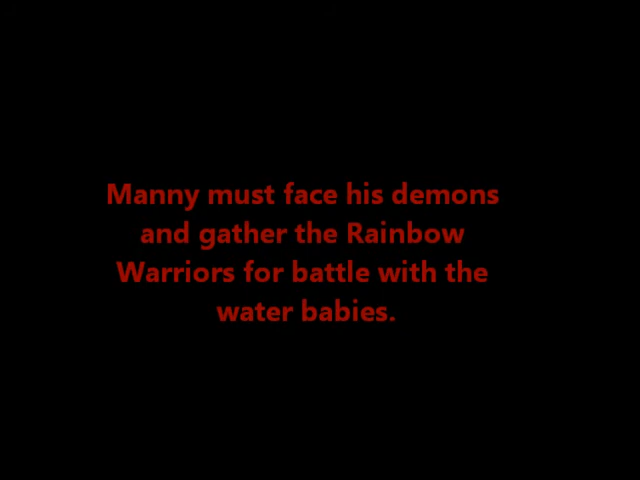 Manny must face his demons
and gather the Rainbow
Warriors for battle with the
water babies.